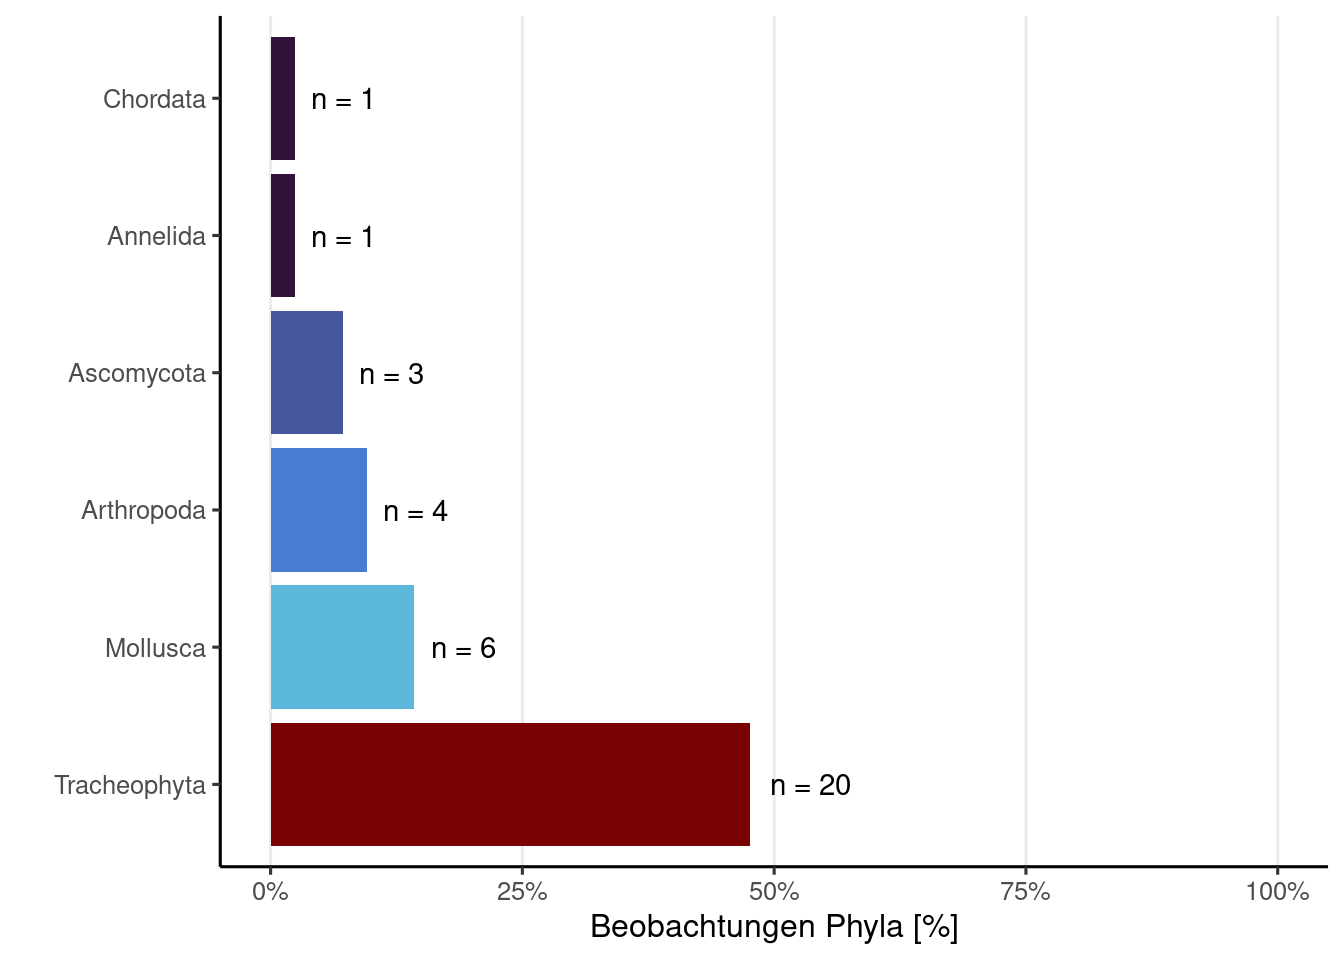 Chordata
n = 1
Annelida
n = 1
Ascomycota
n = 3
Arthropoda
n = 4
Mollusca
n = 6
Tracheophyta
n = 20
0% 25% 50% 75% 100%
Beobachtungen Phyla [%]